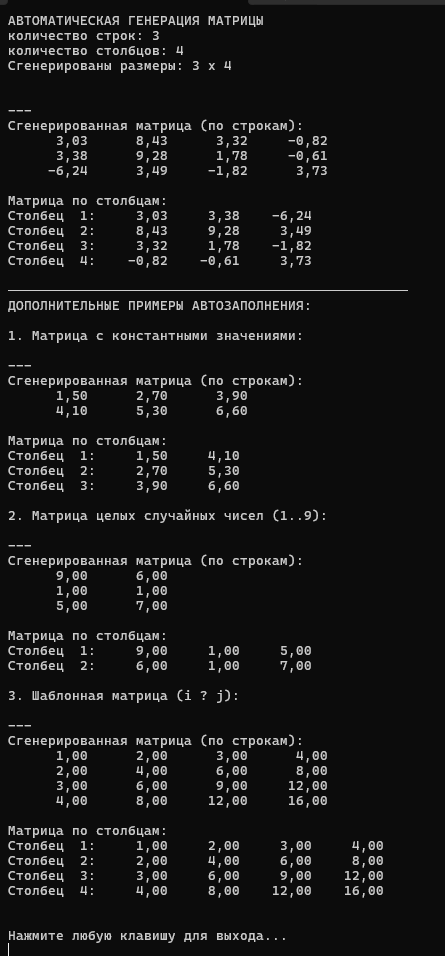 АВТОМАТИЧЕСКАЯ ГЕНЕРАЦИЯ МАТРИЦЫ
количество строк: 3
количество столбцов: 4
Сгенерированы размеры: 3 x 4
---
Сгенерированная матрица (по строкам):
3,03 8,43 3,32 -0,82
3,38 9,28 1,78 -0,61
-6,24 3,49 -1,82 3,73
Матрица по столбцам:
Столбец 1: 3,03 3,38 -6,24
Столбец 2: 8,43 9,28 3,49
Столбец 3: 3,32 1,78 -1,82
Столбец 4: -0,82 -0,61 3,73
__________________________________________________
ДОПОЛНИТЕЛЬНЫЕ ПРИМЕРЫ АВТОЗАПОЛНЕНИЯ:
1. Матрица с константными значениями:
---
Сгенерированная матрица (по строкам):
1,50 2,70 3,90
4,10 5,30 6,60
Матрица по столбцам:
Столбец 1: 1,50 4,10
Столбец 2: 2,70 5,30
Столбец 3: 3,90 6,60
2. Матрица целых случайных чисел (1..9):
---
Сгенерированная матрица (по строкам):
9,00 6,00
1,00 1,00
5,00 7,00
Матрица по столбцам:
Столбец 1: 9,00 1,00 5,00
Столбец 2: 6,00 1,00 7,00
3. Шаблонная матрица (i ? j):
---
Сгенерированная матрица (по строкам):
1,00 2,00 3,00 4,00
2,00 4,00 6,00 8,00
3,00 6,00 9,00 12,00
4,00 8,00 12,00 16,00
Матрица по столбцам:
Столбец 1: 1,00 2,00 3,00 4,00
Столбец 2: 2,00 4,00 6,00 8,00
Столбец 3: 3,00 6,00 9,00 12,00
Столбец 4: 4,00 8,00 12,00 16,00
Нажмите любую клавишу для выхода...